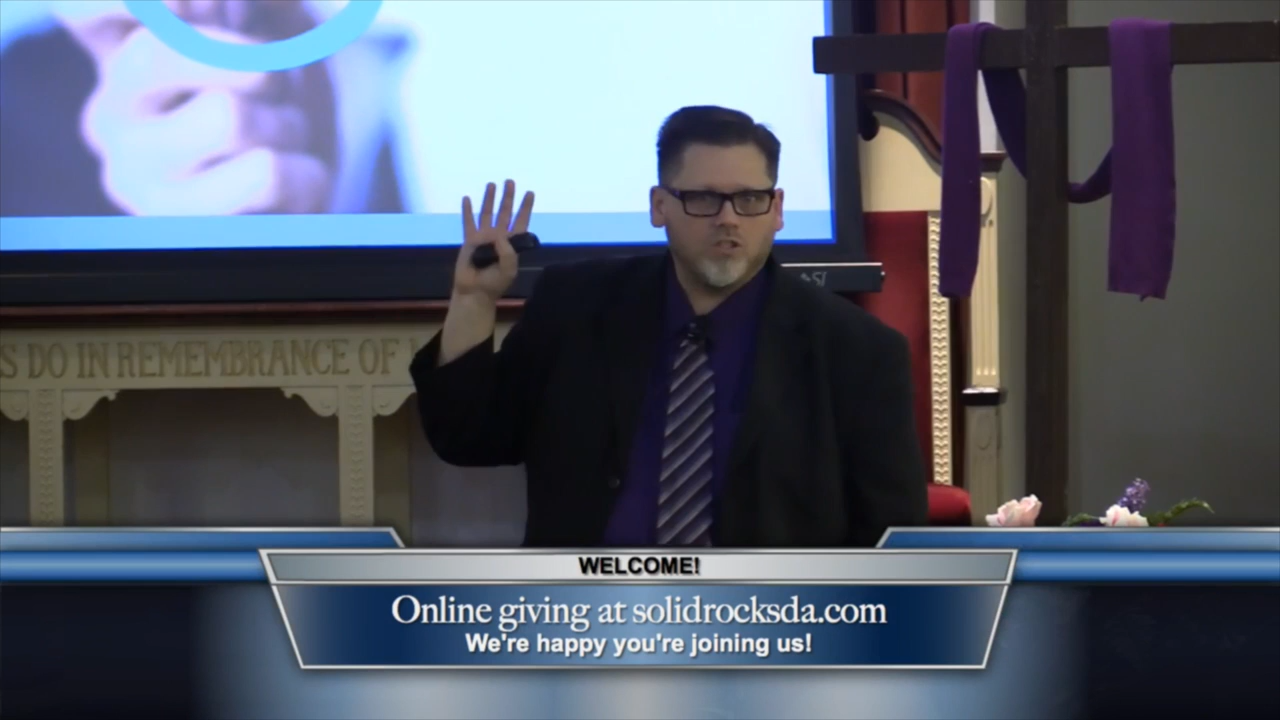 S DO IN REMEMBRANCE OF
WELCOME!
Online giving at solidrocksda.com
We're happy you're joining us!